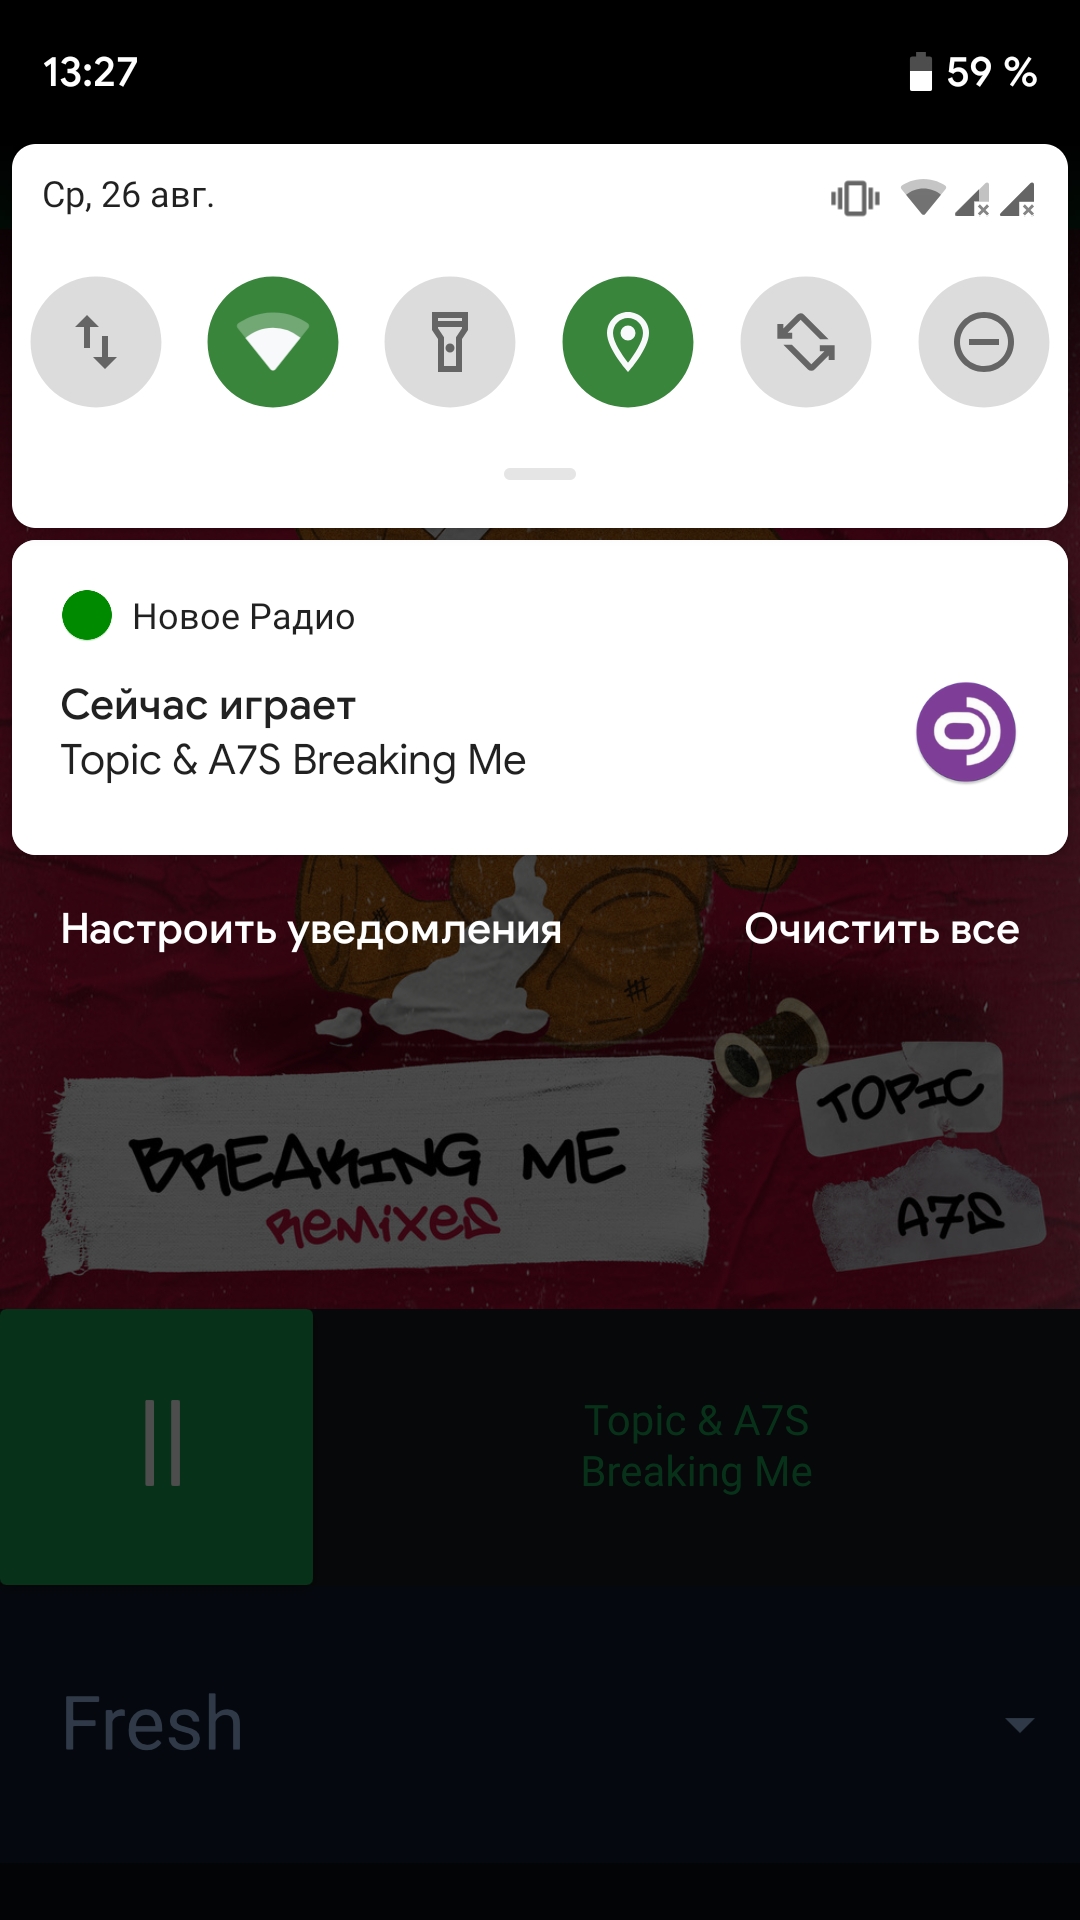 13:27
59 %
Ср, 26 авг.
Новое Радио
Сейчас играет
Topic & A7S Breaking Me
Настроить уведомления
Очистить все
BREAKING ME
REMIXES
TOPIC
A7S
Topic & A7S
Breaking Me
Fresh